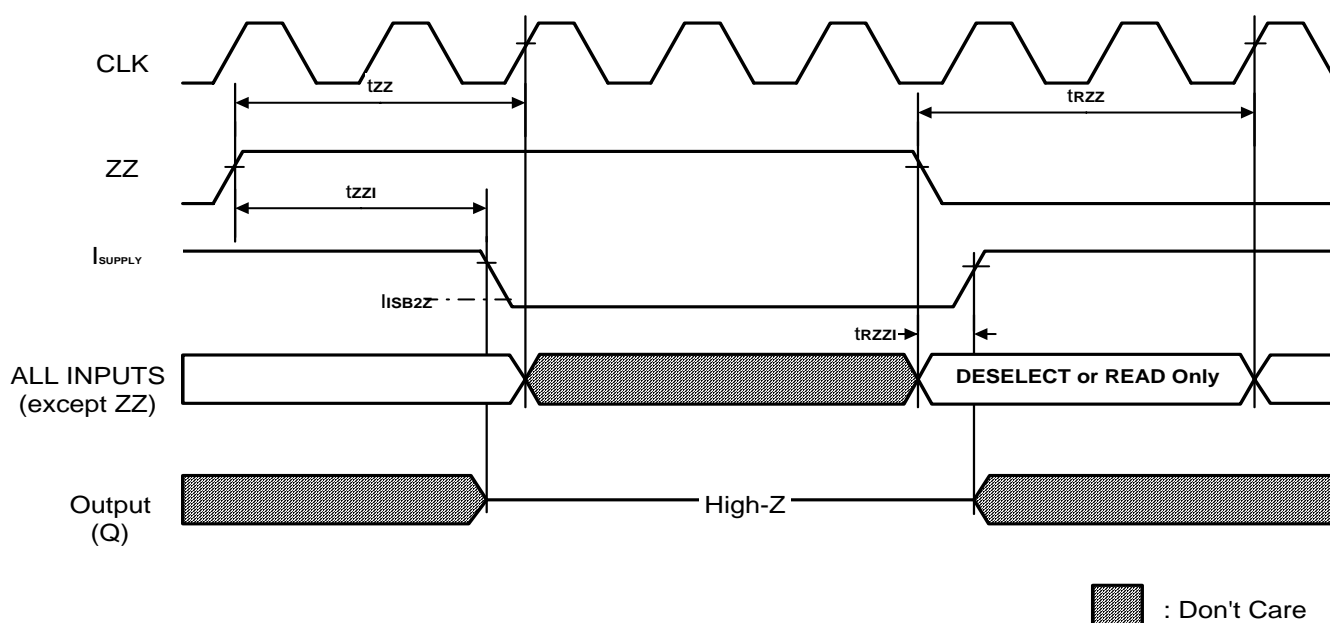 CLK
tZZ
tRZZ
ZZ
tZZI
ISUPPLY
IISB2Z
tRZZI
ALL INPUTS
(except ZZ)
DESELECT or READ Only
Output
(Q)
High-Z
: Don't Care